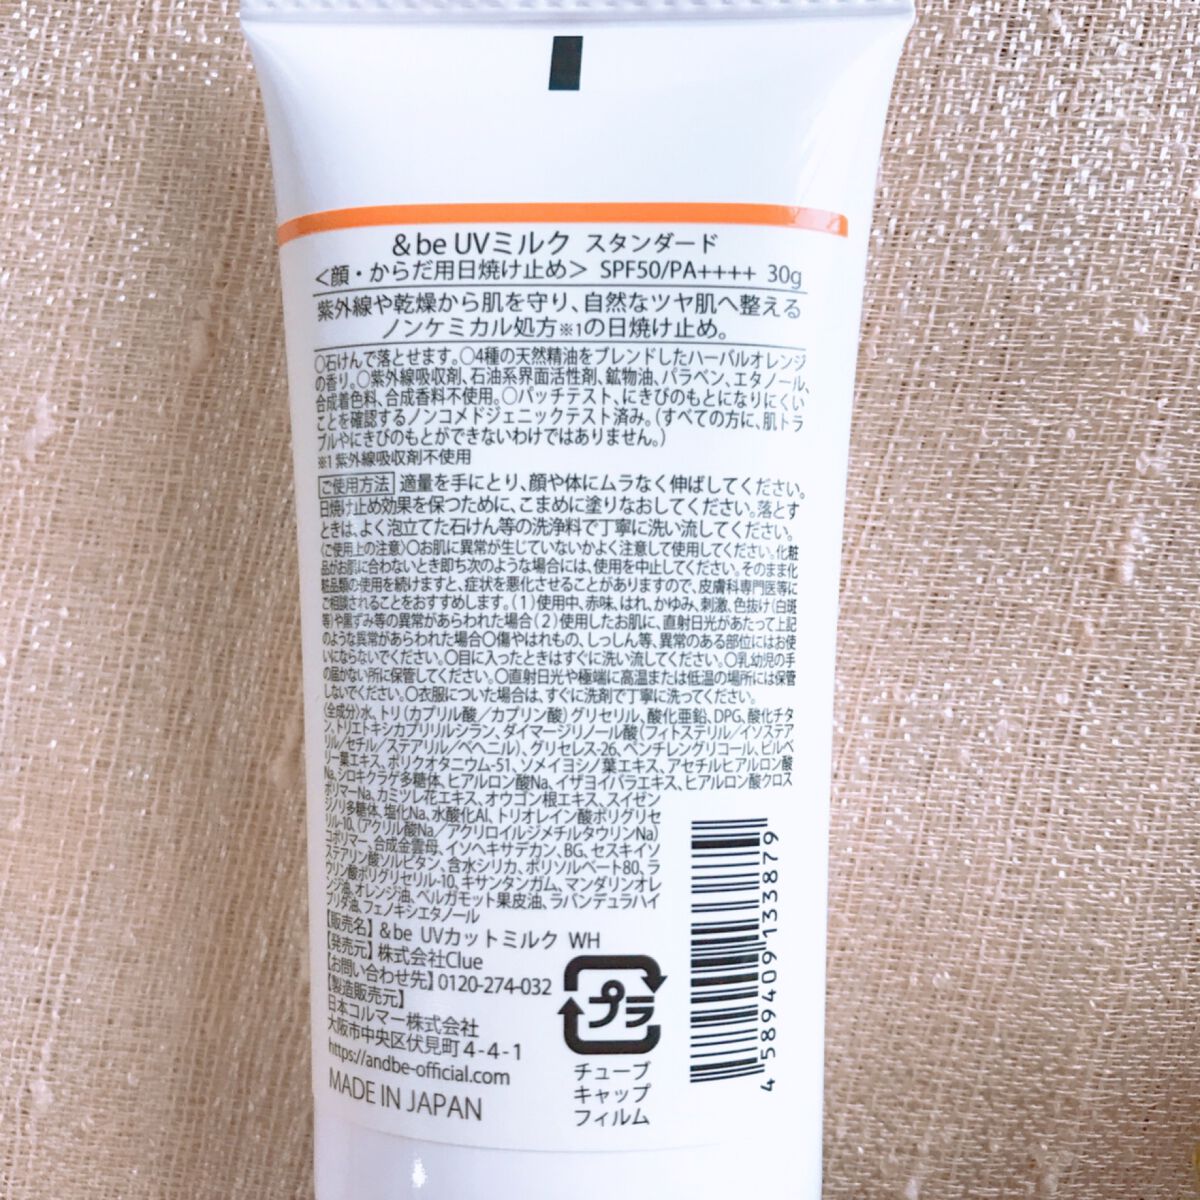 &be UVミルク スタンダード
<顔・からだ用日焼け止め> SPF50/PA++++ 30g
紫外線や乾燥から肌を守り、自然なツヤ肌へ整える
ノンケミカル処方※1の日焼け止め。
○石けんで落とせます。○4種の天然精油をブレンドしたハーバルオレンジ
の香り。○紫外線吸収剤、石油系界面活性剤、鉱物油、パラベン、エタノール、
合成着色料、合成香料不使用。○パッチテスト、にきびのもとになりにくい
ことを確認するノンコメドジェニックテスト済み。(すべての方に、肌トラ
ブルやにきびのもとができないわけではありません。)
※1 紫外線吸収剤不使用
ご使用方法 適量を手にとり、顔や体にムラなく伸ばしてください。
日焼け止め効果を保つために、こまめに塗りなおしてください。落とす
ときは、よく泡立てた石けん等の洗浄料で丁寧に洗い流してください。
〈ご使用上の注意〉○お肌に異常が生じていないかよく注意して使用してください。化粧
品がお肌に合わないとき即ち次のような場合には、使用を中止してください。そのまま化
粧品類の使用を続けますと、症状を悪化させることがありますので、皮膚科専門医等に
ご相談されることをおすすめします。(1)使用中、赤味、はれ、かゆみ、刺激、色抜け(白斑
等)や黒ずみ等の異常があらわれた場合(2)使用したお肌に、直射日光があたって上記
のような異常があらわれた場合○傷やはれもの、しっしん等、異常のある部位にはお使
いにならないでください。○目に入ったときはすぐに洗い流してください。○乳幼児の手
の届かない所に保管してください。○直射日光や極端に高温または低温の場所には保管
しないでください。○衣服についた場合は、すぐに洗剤で丁寧に洗ってください。
〈全成分〉水、トリ(カプリル酸/カプリン酸)グリセリル、酸化亜鉛、DPG、酸化チタ
ン、トリエトキシカプリリルシラン、ダイマージリノール酸(フィトステリル/イソステア
リル/セチル/ステアリル/ベヘニル)、グリセレス-26、ペンチレングリコール、ビルベ
リー葉エキス、ポリクオタニウム-51、ソメイヨシノ葉エキス、アセチルヒアルロン酸
Na、シロキクラゲ多糖体、ヒアルロン酸Na、イザヨイバラエキス、ヒアルロン酸クロス
ポリマーNa、カミツレ花エキス、オウゴン根エキス、スイゼン
ジノリ多糖体、塩化Na、水酸化Al、トリオレイン酸ポリグリセ
リル-10、(アクリル酸Na/アクリロイルジメチルタウリンNa)
コポリマー、合成金雲母、イソヘキサデカン、BG、セスキイソ
ステアリン酸ソルビタン、含水シリカ、ポリソルベート80、ラ
ウリン酸ポリグリセリル-10、キサンタンガム、マンダリンオレ
ンジ油、オレンジ油、ベルガモット果皮油、ラバンデュラハイ
ブリダ油、フェノキシエタノール
【販売名】&be UVカットミルク WH
【発売元】株式会社Clue
【お問い合わせ先】0120-274-032
【製造販売元】
日本コルマー株式会社
大阪市中央区伏見町4-4-1
https://andbe-official.com
MADE IN JAPAN
プラ
チューブ
キャップ
フィルム
4 589409 133879